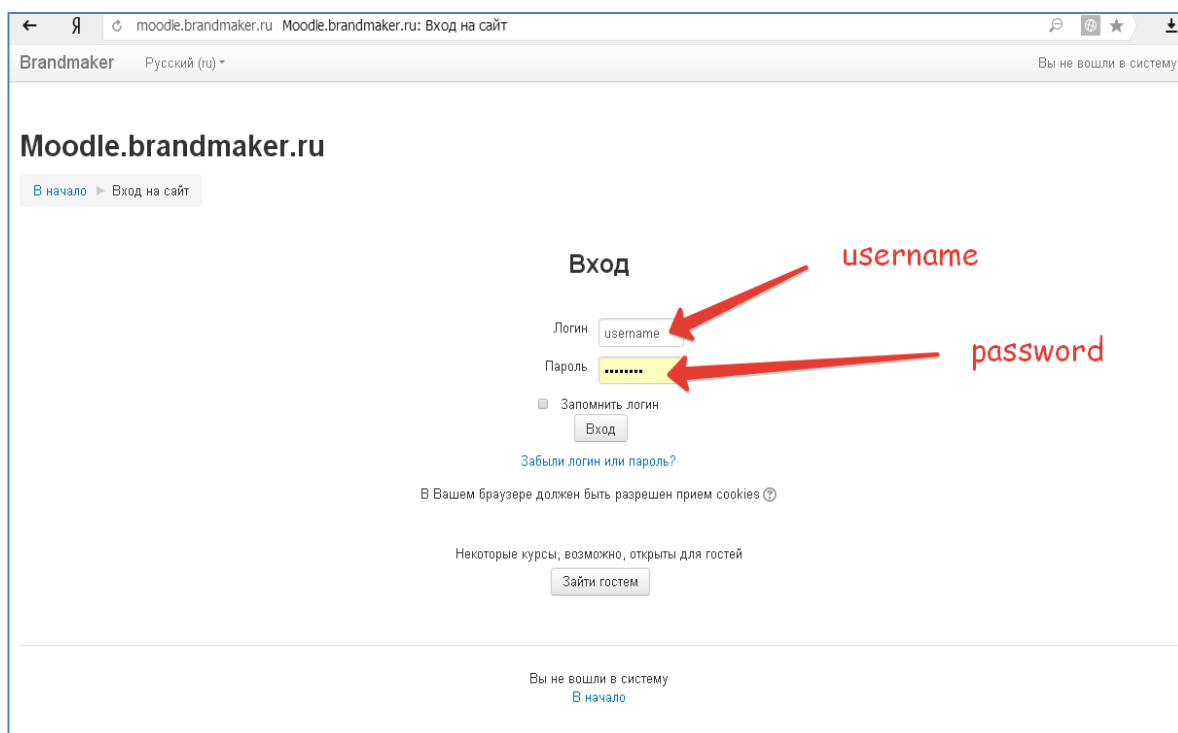 Я moodle.brandmaker.ru Moodle.brandmaker.ru: Вход на сайт
Brandmaker Русский (ru) Вы не вошли в систему
Moodle.brandmaker.ru
В начало ► Вход на сайт
Вход
username
Логин username
Пароль ••••••••
password
Запомнить логин
Вход
Забыли логин или пароль?
В Вашем браузере должен быть разрешен прием cookies ?
Некоторые курсы, возможно, открыты для гостей
Зайти гостем
Вы не вошли в систему
В начало